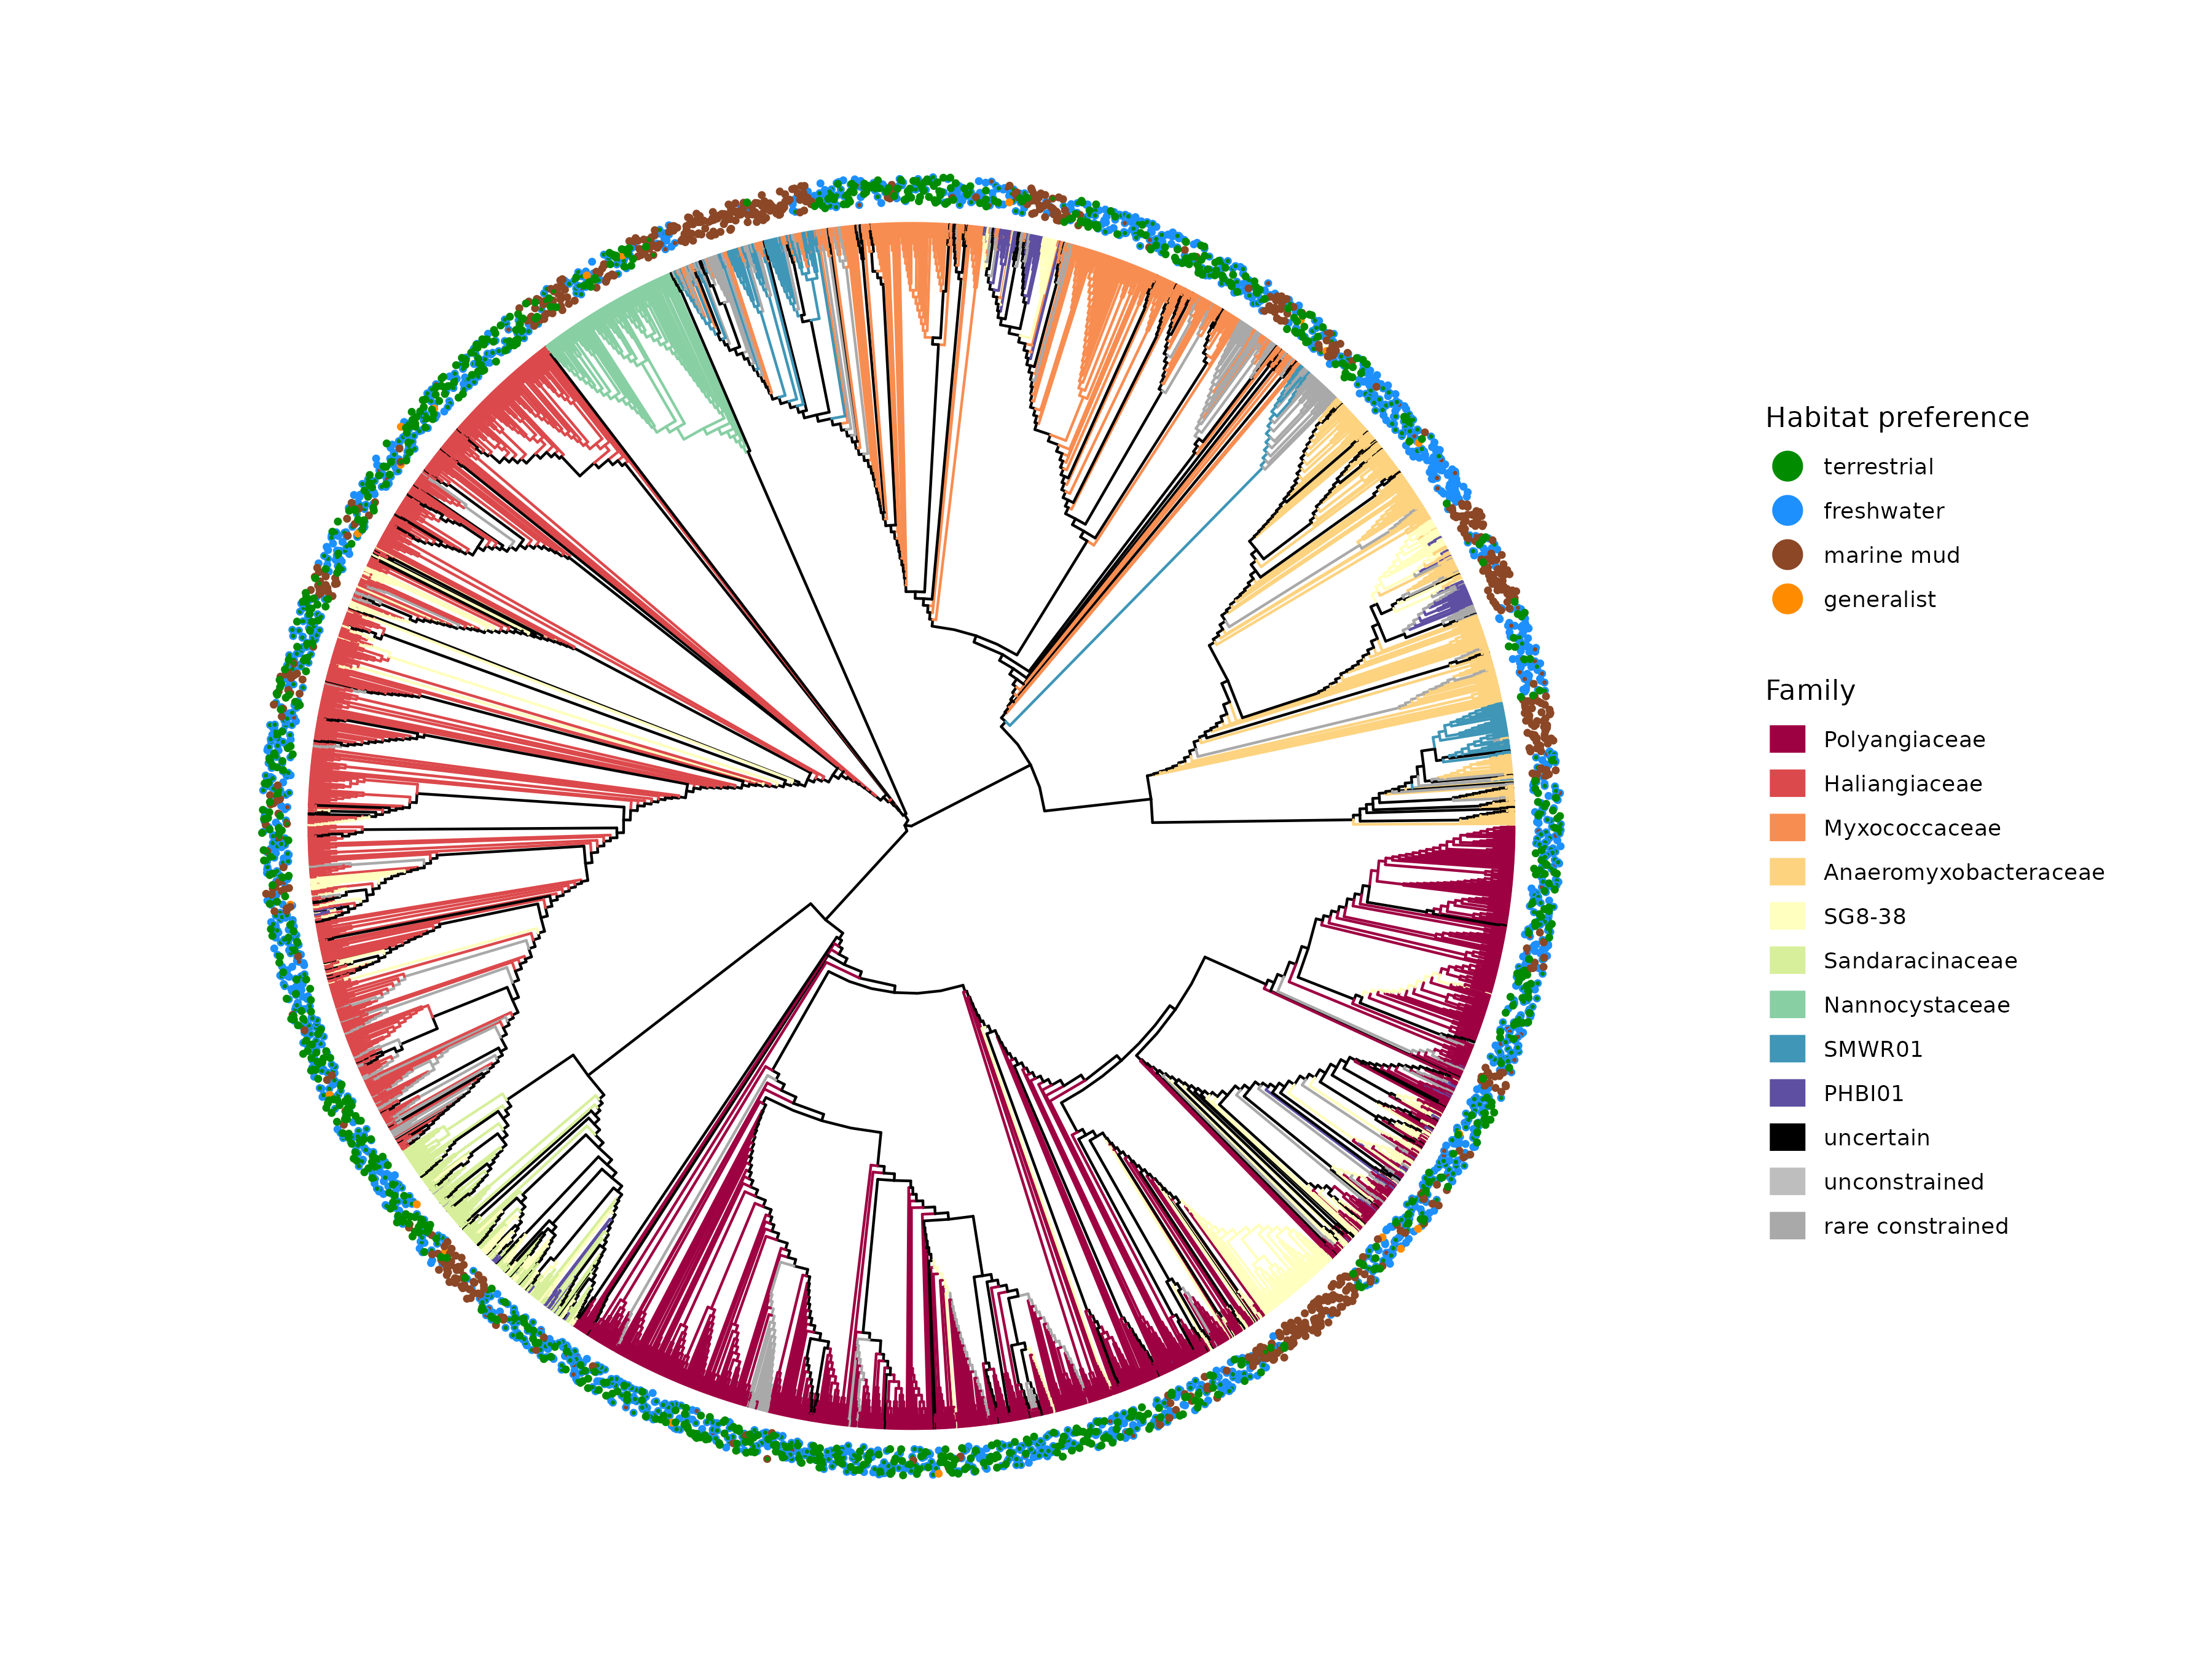 Habitat preference
terrestrial
freshwater
marine mud
generalist
Family
Polyangiaceae
Haliangiaceae
Myxococcaceae
Anaeromyxobacteraceae
SG8-38
Sandaracinaceae
Nannocystaceae
SMWR01
PHBI01
uncertain
unconstrained
rare constrained